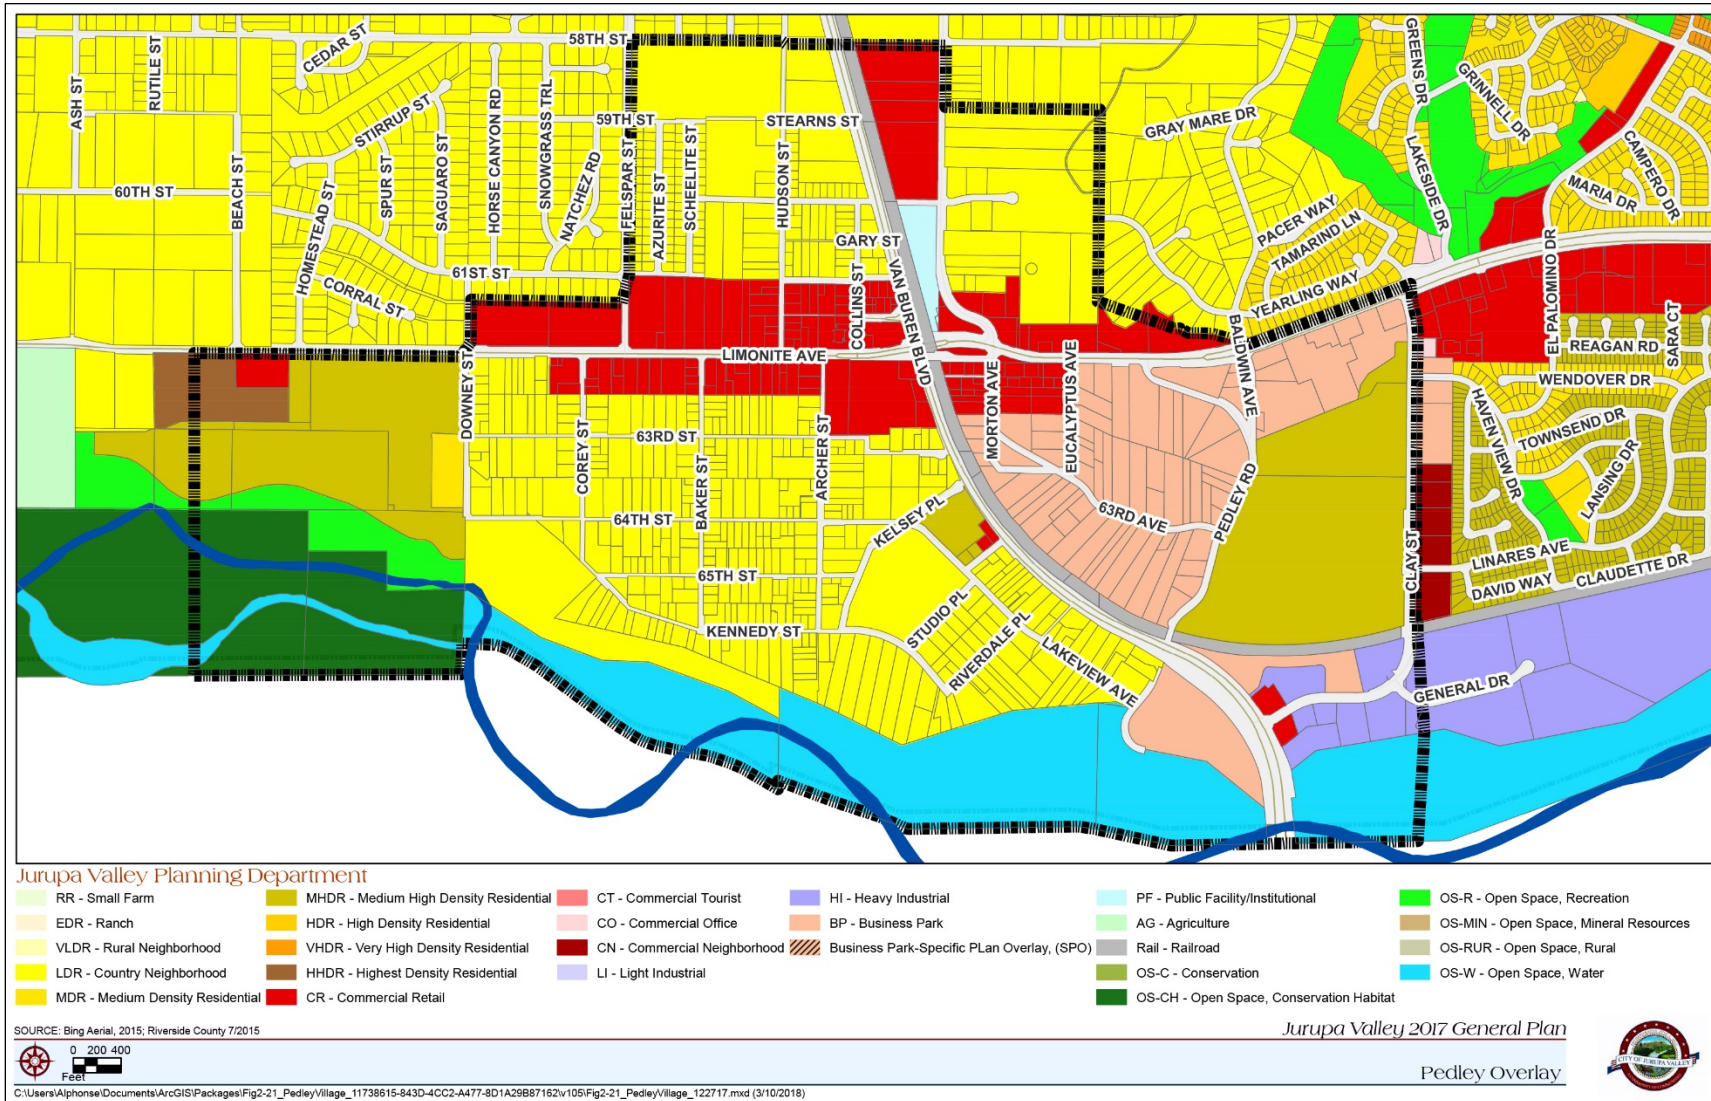 58TH ST
CEDAR ST
RUTILE ST
ASH ST
STIRRUP ST
HORSE CANYON RD
SNOWGRASS TRL
59TH ST
STEARNS ST
GRAY MARE DR
GREENS DR
GRINNELL DR
LAKESIDE DR
CAMPERO DR
MARIA DR
60TH ST
BEACH ST
HOMESTEAD ST
SPUR ST
SAGUARO ST
NATCHEZ RD
FELSPAR ST
AZURITE ST
SCHEELITE ST
HUDSON ST
GARY ST
PACER WAY
TAMARIND LN
YEARLING WAY
EL PALOMINO DR
61ST ST
CORRAL ST
COLLINS ST
VAN BUREN BLVD
BALDWIN AVE
SARA CT
REAGAN RD
LIMONITE AVE
WENDOVER DR
DOWNEY ST
COREY ST
63RD ST
BAKER ST
ARCHER ST
MORTON AVE
EUCALYPTUS AVE
HAVEN VIEW DR
TOWNSEND DR
LANSING DR
64TH ST
KELSEY PL
63RD AVE
PEDLEY RD
CLAY ST
LINARES AVE
DAVID WAY
CLAUDETTE DR
65TH ST
KENNEDY ST
STUDIO PL
RIVERDALE PL
LAKEVIEW AVE
GENERAL DR
Jurupa Valley Planning Department
RR - Small Farm
EDR - Ranch
VLDR - Rural Neighborhood
LDR - Country Neighborhood
MDR - Medium Density Residential
MHDR - Medium High Density Residential
HDR - High Density Residential
VHDR - Very High Density Residential
HHDR - Highest Density Residential
CR - Commercial Retail
CT - Commercial Tourist
CO - Commercial Office
CN - Commercial Neighborhood
LI - Light Industrial
HI - Heavy Industrial
BP - Business Park
Business Park-Specific PLan Overlay, (SPO)
PF - Public Facility/Institutional
AG - Agriculture
Rail - Railroad
OS-C - Conservation
OS-CH - Open Space, Conservation Habitat
OS-R - Open Space, Recreation
OS-MIN - Open Space, Mineral Resources
OS-RUR - Open Space, Rural
OS-W - Open Space, Water
SOURCE: Bing Aerial, 2015; Riverside County 7/2015
Jurupa Valley 2017 General Plan
0 200 400
Feet
Pedley Overlay
CITY OF JURUPA VALLEY
C:\Users\Alphonse\Documents\ArcGIS\Packages\Fig2-21_PedleyVillage_11738615-843D-4CC2-A477-8D1A29B87162\v105\Fig2-21_PedleyVillage_122717.mxd (3/10/2018)